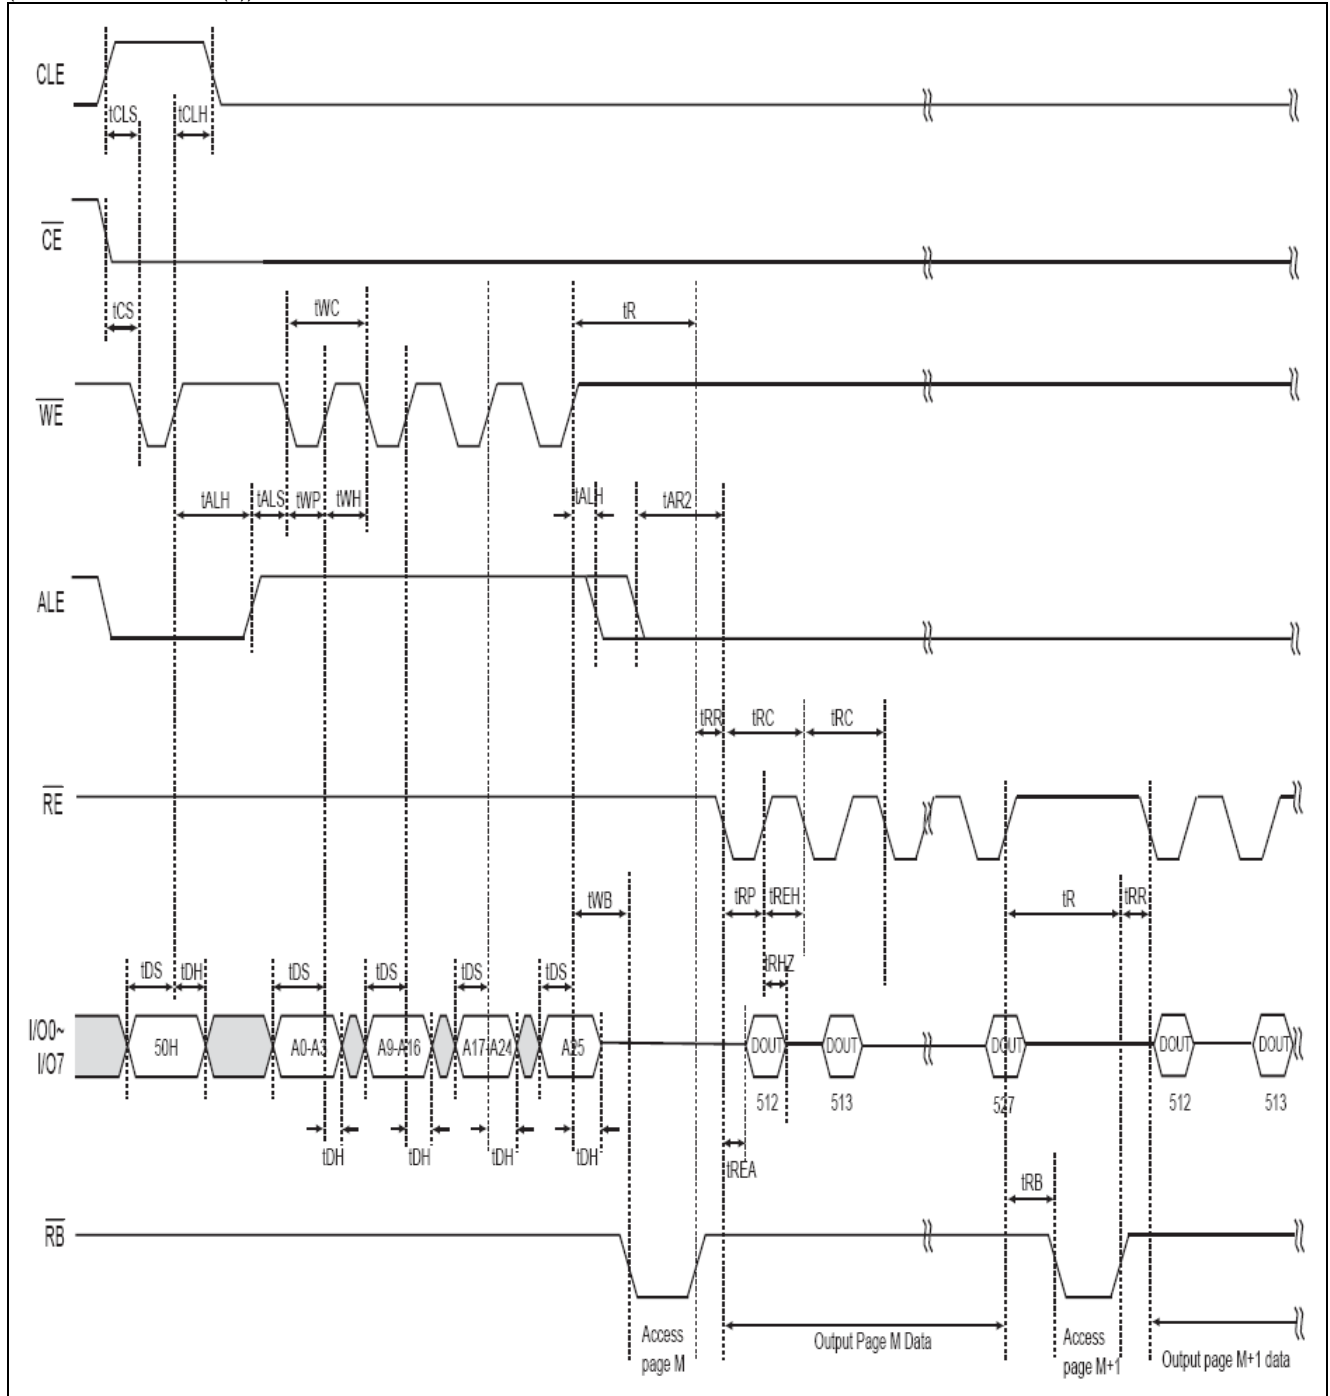 CLE
tCLS
tCLH
CE
tCS
tWC
tR
WE
tALH
tALS
tWP
tWH
tALH
tAR2
ALE
tRR
tRC
tRC
RE
tWB
tRP
tREH
tR
tRR
tRHZ
tDS
tDH
tDS
tDS
tDS
tDS
I/O0~
I/O7
50H
A0-A3
A9-A16
A17-A24
A25
DOUT
DOUT
DOUT
DOUT
DOUT
512
513
527
512
513
tDH
tDH
tDH
tDH
tREA
tRB
RB
Access
page M
Output Page M Data
Access
page M+1
Output page M+1 data